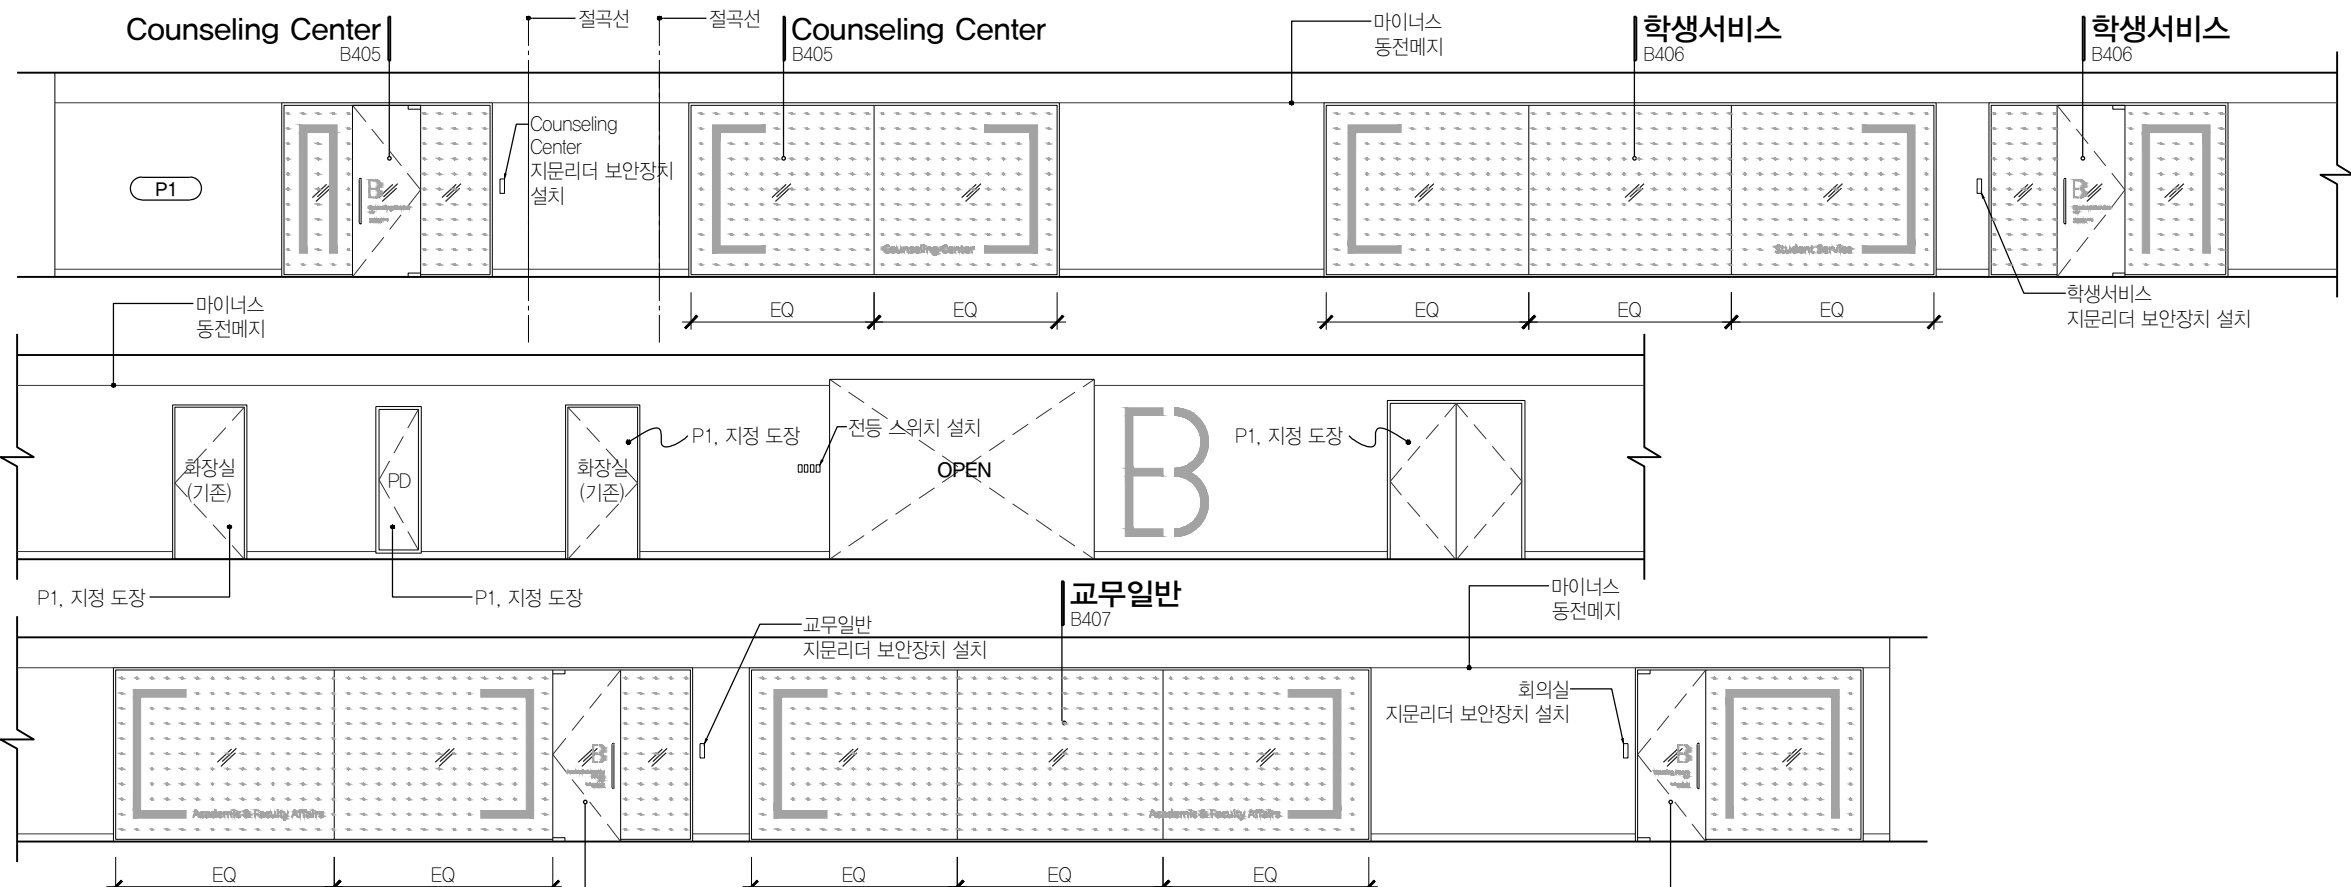 Counseling Center
B405
절곡선
절곡선
Counseling Center
B405
마이너스
동전메지
학생서비스
B406
학생서비스
B406
P1
B
Counseling
Center
지문리더 보안장치
설치
Counseling Center
Student Service
B
EQ
EQ
EQ
EQ
EQ
학생서비스
지문리더 보안장치 설치
마이너스
동전메지
화장실
(기존)
PD
화장실
(기존)
P1, 지정 도장
전등 스위치 설치
OPEN
B
P1, 지정 도장
P1, 지정 도장
P1, 지정 도장
교무일반
B407
마이너스
동전메지
교무일반
지문리더 보안장치 설치
회의실
지문리더 보안장치 설치
B
B
Academic & Faculty Affairs
Academic & Faculty Affairs
EQ
EQ
EQ
EQ
EQ